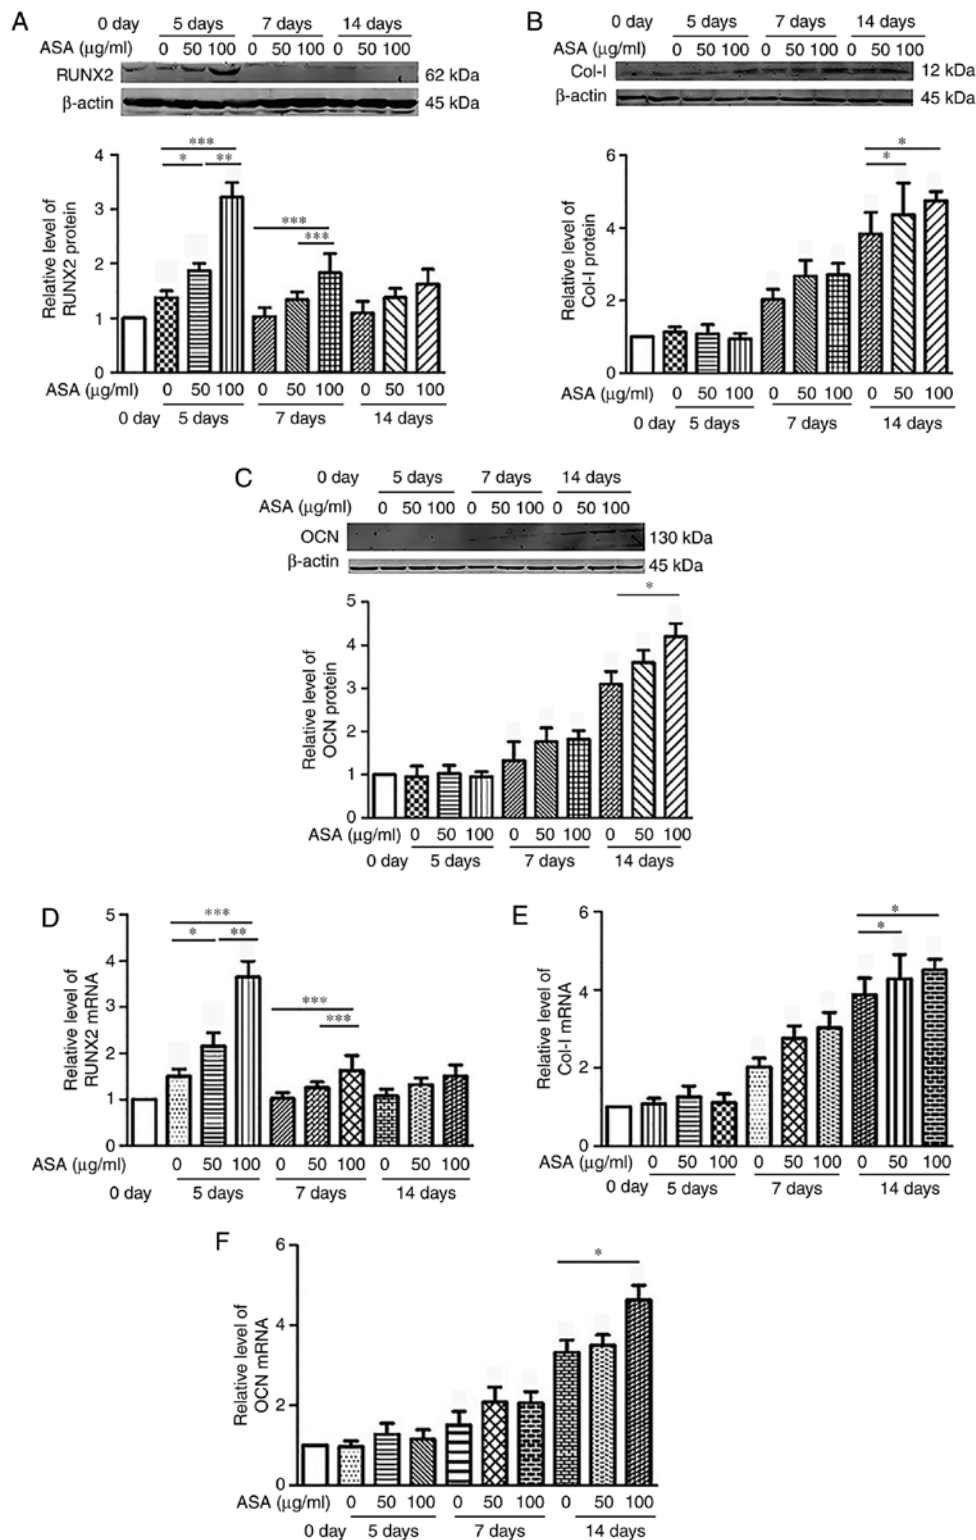 A
0 day 5 days 7 days 14 days
ASA (µg/ml) 0 50 100 0 50 100 0 50 100
RUNX2 62 kDa
β-actin 45 kDa
*** 
* **
***
***
Relative level of
RUNX2 protein
4
3
2
1
0
ASA (µg/ml) 0 50 100 0 50 100 0 50 100
0 day 5 days 7 days 14 days
B
0 day 5 days 7 days 14 days
ASA (µg/ml) 0 50 100 0 50 100 0 50 100
Col-I 12 kDa
β-actin 45 kDa
*
*
Relative level of
Col-I protein
6
4
2
0
ASA (µg/ml) 0 50 100 0 50 100 0 50 100
0 day 5 days 7 days 14 days
C
0 day 5 days 7 days 14 days
ASA (µg/ml) 0 50 100 0 50 100 0 50 100
OCN 130 kDa
β-actin 45 kDa
*
Relative level of
OCN protein
5
4
3
2
1
0
ASA (µg/ml) 0 50 100 0 50 100 0 50 100
0 day 5 days 7 days 14 days
D
***
* **
***
***
Relative level of
RUNX2 mRNA
5
4
3
2
1
0
ASA (µg/ml) 0 50 100 0 50 100 0 50 100
0 day 5 days 7 days 14 days
E
*
*
Relative level of
Col-I mRNA
6
4
2
0
ASA (µg/ml) 0 50 100 0 50 100 0 50 100
0 day 5 days 7 days 14 days
F
*
Relative level of
OCN mRNA
6
4
2
0
ASA (µg/ml) 0 50 100 0 50 100 0 50 100
0 day 5 days 7 days 14 days